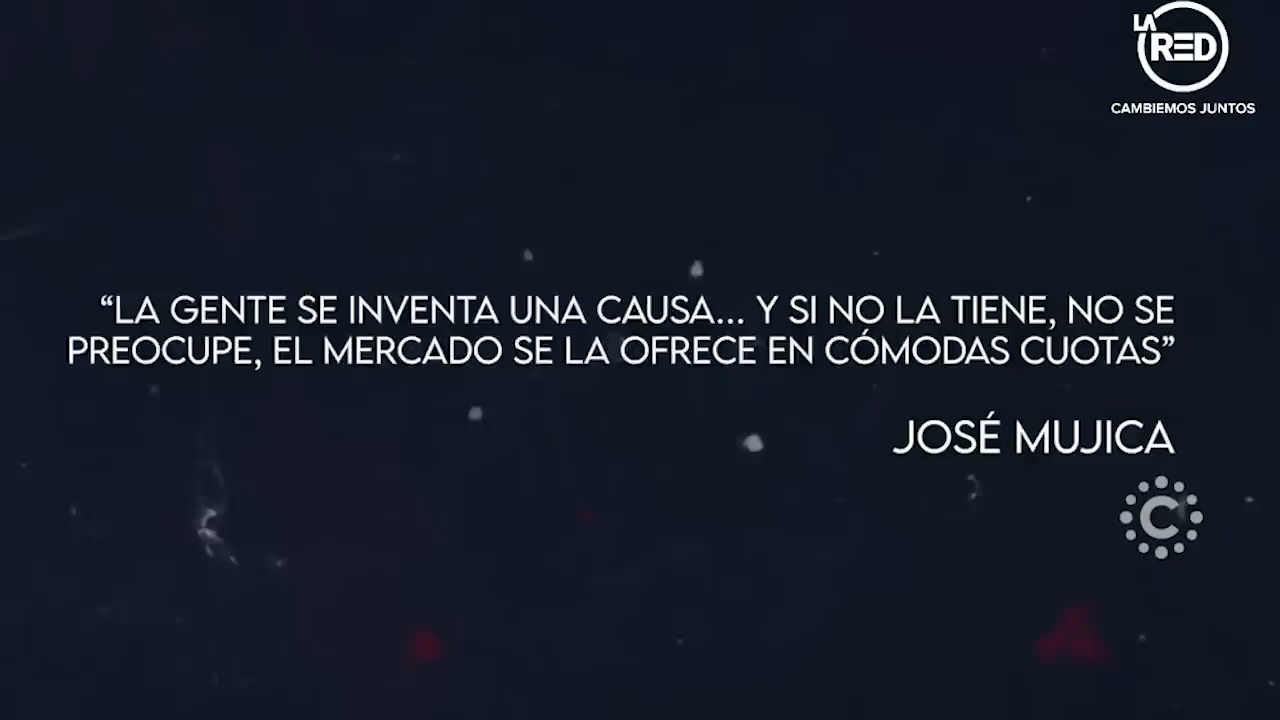 LA
RED
CAMBIEMOS JUNTOS
“LA GENTE SE INVENTA UNA CAUSA... Y SI NO LA TIENE, NO SE
PREOCUPE, EL MERCADO SE LA OFRECE EN CÓMODAS CUOTAS”
JOSÉ MUJICA
C